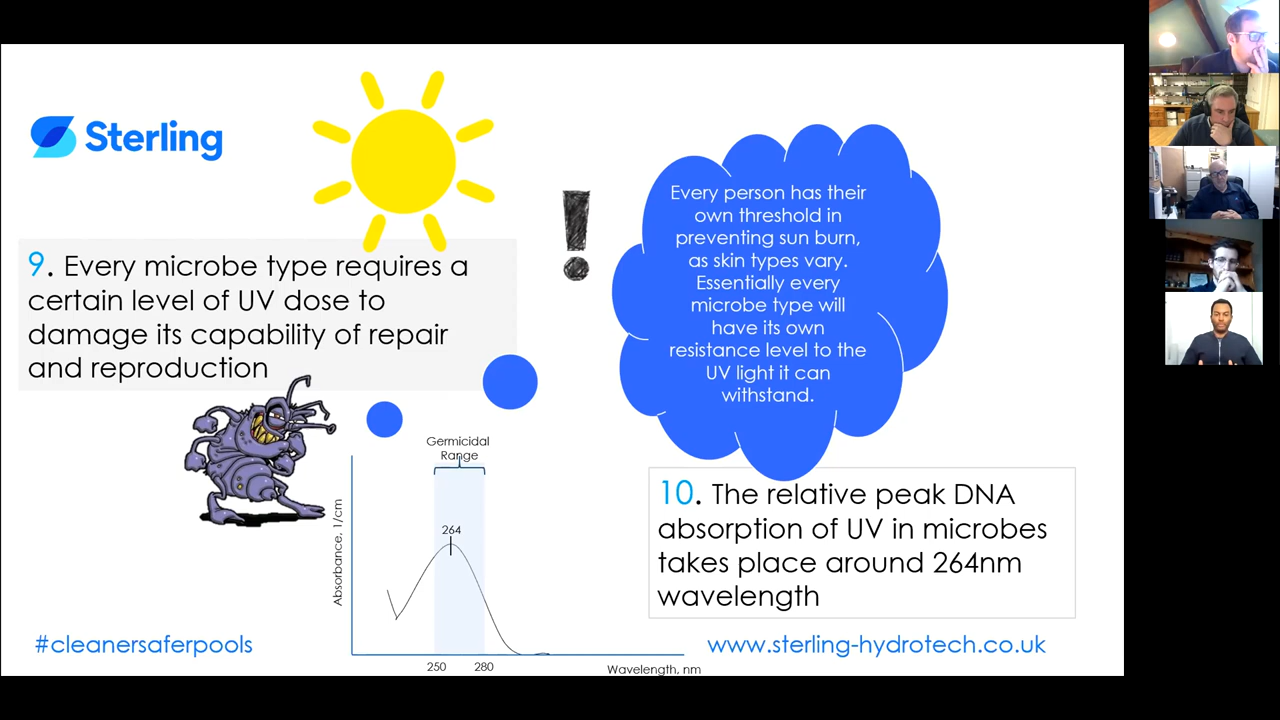 Sterling
9. Every microbe type requires a
certain level of UV dose to
damage its capability of repair
and reproduction
!
Every person has their
own threshold in
preventing sun burn,
as skin types vary.
Essentially every
microbe type will
have its own
resistance level to the
UV light it can
withstand.
Germicidal
Range
264
Absorbance, 1/cm
250
280
Wavelength, nm
10. The relative peak DNA
absorption of UV in microbes
takes place around 264nm
wavelength
#cleanersaferpools
www.sterling-hydrotech.co.uk